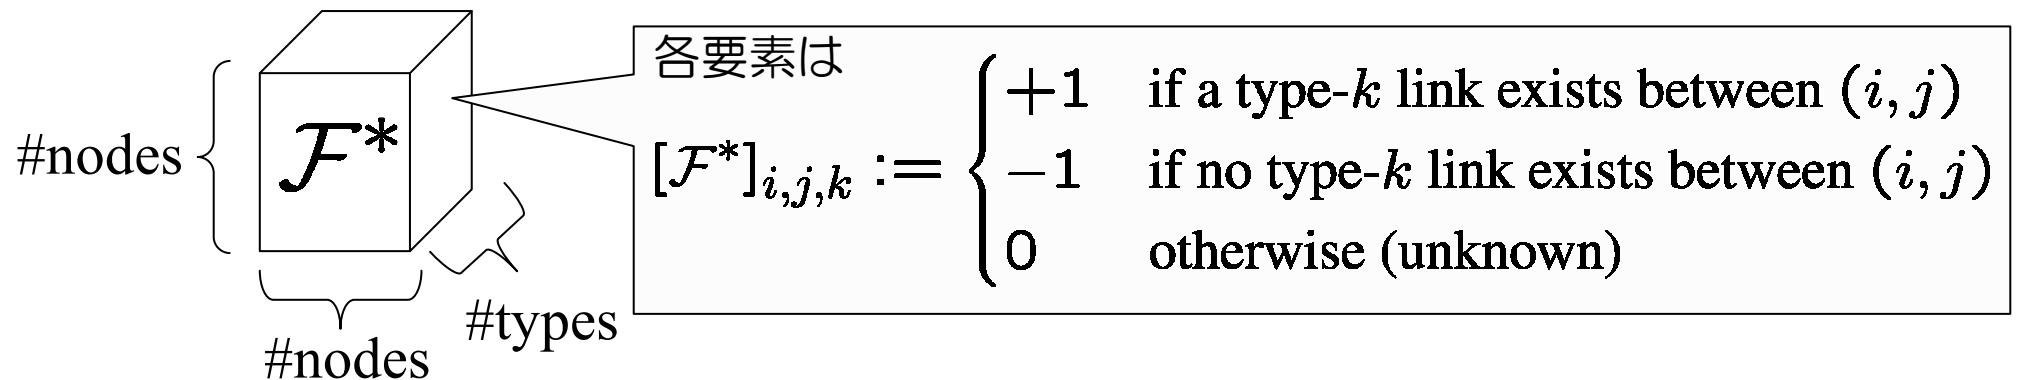 #nodes
ℱ*
#nodes
#types
各要素は
[ℱ*]i,j,k := { +1 if a type-k link exists between (i, j)
−1 if no type-k link exists between (i, j)
0 otherwise (unknown)